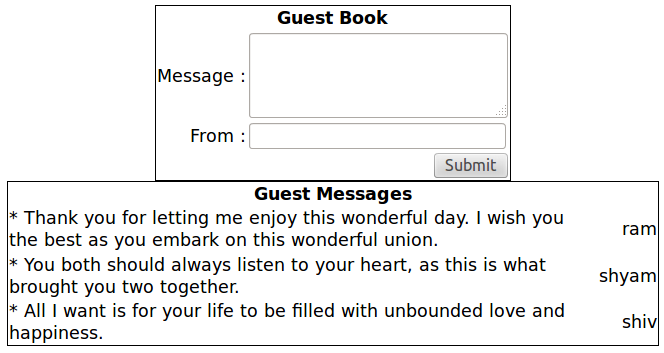 Guest Book
Message :
From :
Submit
Guest Messages
* Thank you for letting me enjoy this wonderful day. I wish you
the best as you embark on this wonderful union.
ram
* You both should always listen to your heart, as this is what
brought you two together.
shyam
* All I want is for your life to be filled with unbounded love and
happiness.
shiv